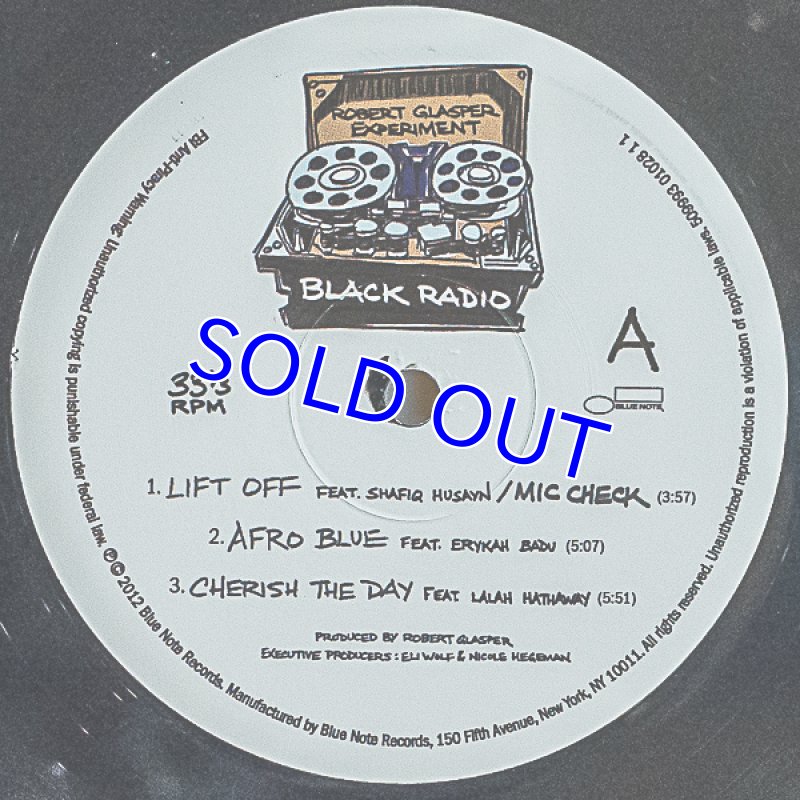 ROBERT GLASPER
EXPERIMENT
BLACK RADIO
A
33⅓
RPM
SOLD OUT
BLUE NOTE
1. LIFT OFF FEAT. SHAFIQ HUSAYN / MIC CHECK (3:57)
2. AFRO BLUE FEAT. ERYKAH BADU (5:07)
3. CHERISH THE DAY FEAT. LALAH HATHAWAY (5:51)
PRODUCED BY ROBERT GLASPER
EXECUTIVE PRODUCERS: ELI WOLF & NICOLE HEGEMAN
FBI Anti-Piracy Warning: Unauthorized copying is punishable under federal law. ℗© 2012 Blue Note Records. Manufactured by Blue Note Records, 150 Fifth Avenue, New York, NY 10011. All rights reserved. Unauthorized reproduction is a violation of applicable laws. 509993 01028 1 1